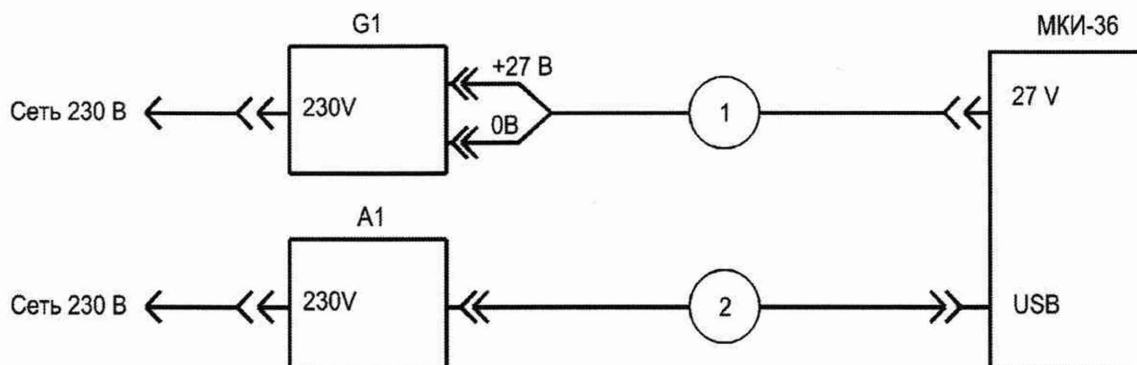 G1
МКИ-36
+27 В
Сеть 230 В
230V
27 V
1
0В
A1
Сеть 230 В
230V
2
USB